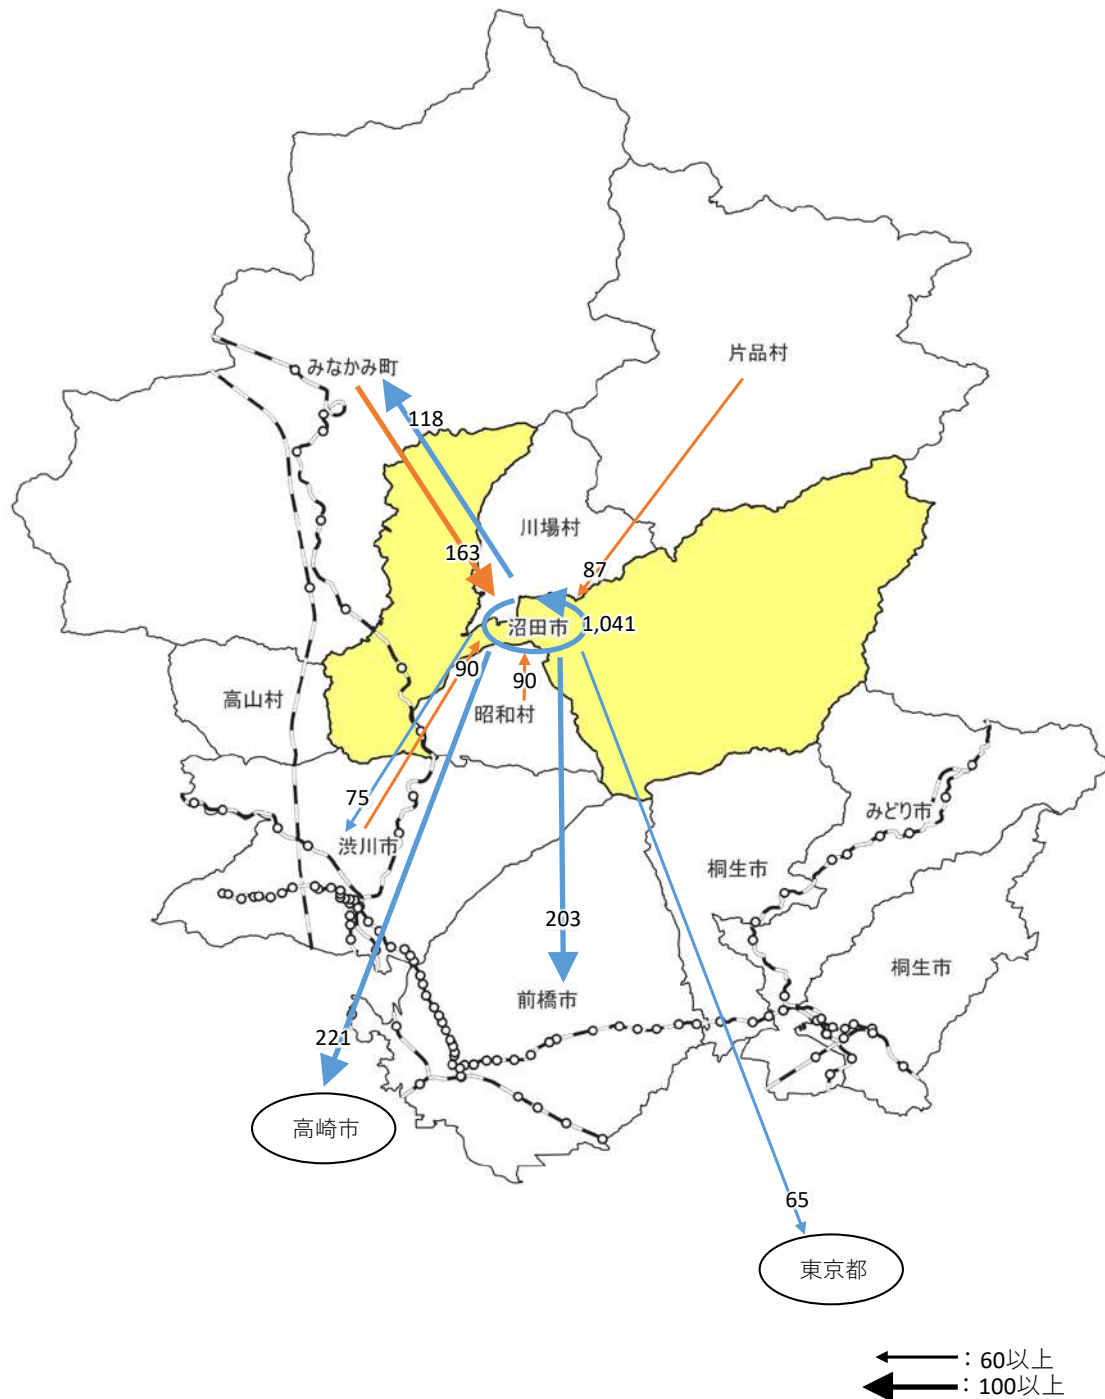 片品村
みなかみ町
118
川場村
163
87
沼田市
1,041
90
90
高山村
昭和村
75
みどり市
渋川市
桐生市
203
桐生市
前橋市
221
高崎市
65
東京都
：60以上
：100以上